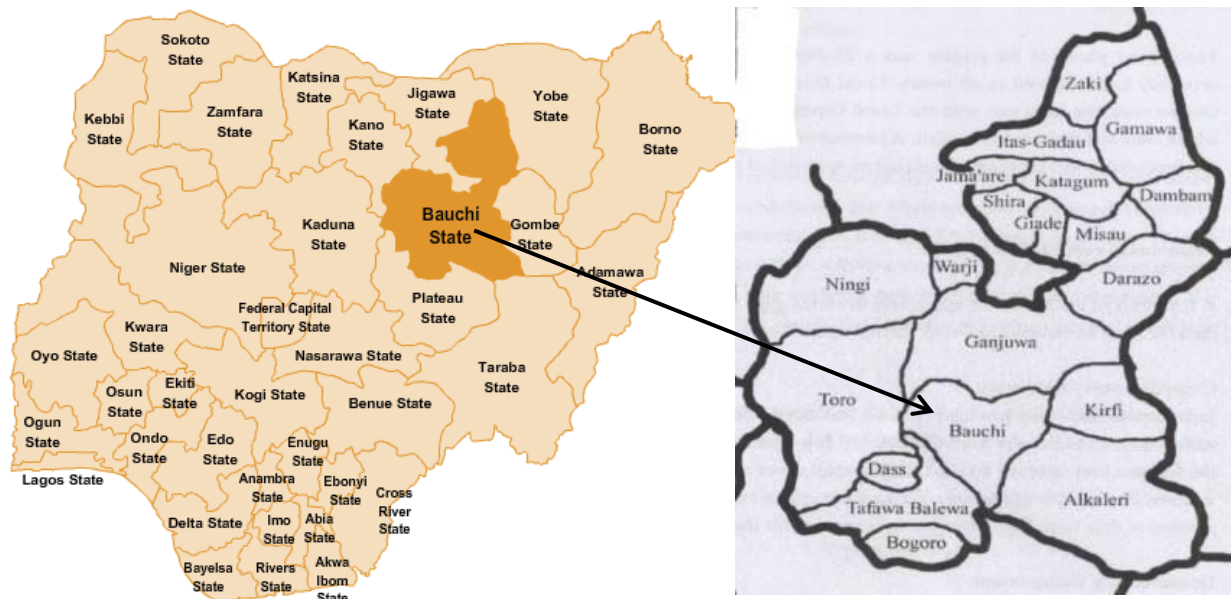 Sokoto
State
Kebbi
State
Zamfara
State
Katsina
State
Kano
State
Jigawa
State
Yobe
State
Borno
State
Kaduna
State
Bauchi
State
Gombe
State
Adamawa
State
Niger State
Federal Capital
Territory State
Plateau
State
Kwara
State
Nasarawa State
Taraba
State
Oyo State
Osun
State
Ekiti
State
Kogi State
Benue State
Ogun
State
Ondo
State
Edo
State
Enugu
State
Lagos State
Anambra
State
Ebonyi
State
Cross
River
State
Delta State
Imo
State
Abia
State
Bayelsa
State
Rivers
State
Akwa
Ibom
State
Zaki
Gamawa
Itas-Gadau
Jama'are
Katagum
Dambam
Shira
Giade
Misau
Warji
Darazo
Ningi
Ganjuwa
Toro
Kirfi
Bauchi
Dass
Alkaleri
Tafawa Balewa
Bogoro